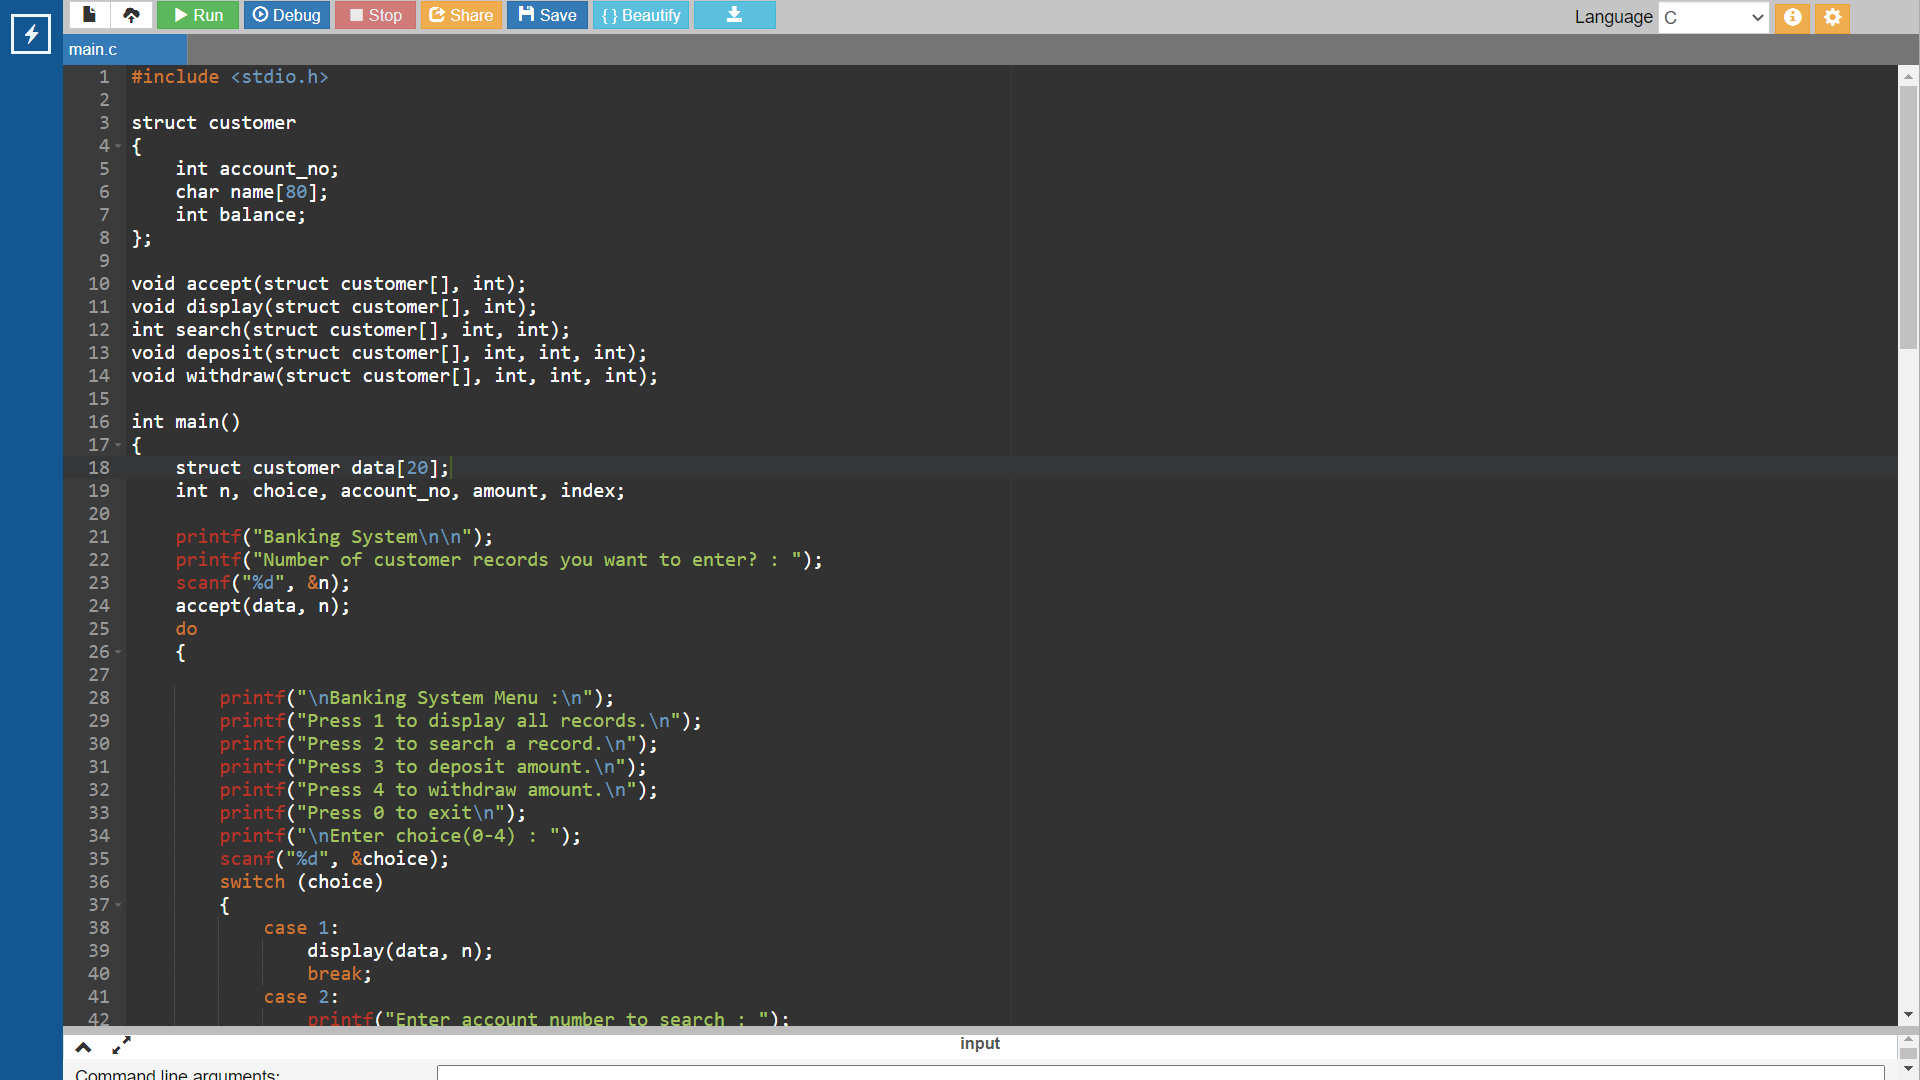 Run Debug Stop Share Save { } Beautify Language C
main.c
1 #include <stdio.h>
2
3 struct customer
4 {
5     int account_no;
6     char name[80];
7     int balance;
8 };
9
10 void accept(struct customer[], int);
11 void display(struct customer[], int);
12 int search(struct customer[], int, int);
13 void deposit(struct customer[], int, int, int);
14 void withdraw(struct customer[], int, int, int);
15
16 int main()
17 {
18     struct customer data[20];
19     int n, choice, account_no, amount, index;
20
21     printf("Banking System\n\n");
22     printf("Number of customer records you want to enter? : ");
23     scanf("%d", &n);
24     accept(data, n);
25     do
26     {
27
28         printf("\nBanking System Menu :\n");
29         printf("Press 1 to display all records.\n");
30         printf("Press 2 to search a record.\n");
31         printf("Press 3 to deposit amount.\n");
32         printf("Press 4 to withdraw amount.\n");
33         printf("Press 0 to exit\n");
34         printf("\nEnter choice(0-4) : ");
35         scanf("%d", &choice);
36         switch (choice)
37         {
38             case 1:
39                 display(data, n);
40                 break;
41             case 2:
42                 printf("Enter account number to search : ");
input
Command line arguments: